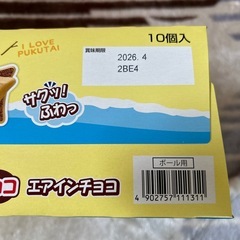 I LOVE
PUKUTAI
10個入
賞味期限
2026. 4
2BE4
サクッ!
ふわっ
コ
エアインチョコ
ボール用
4 902757 111311